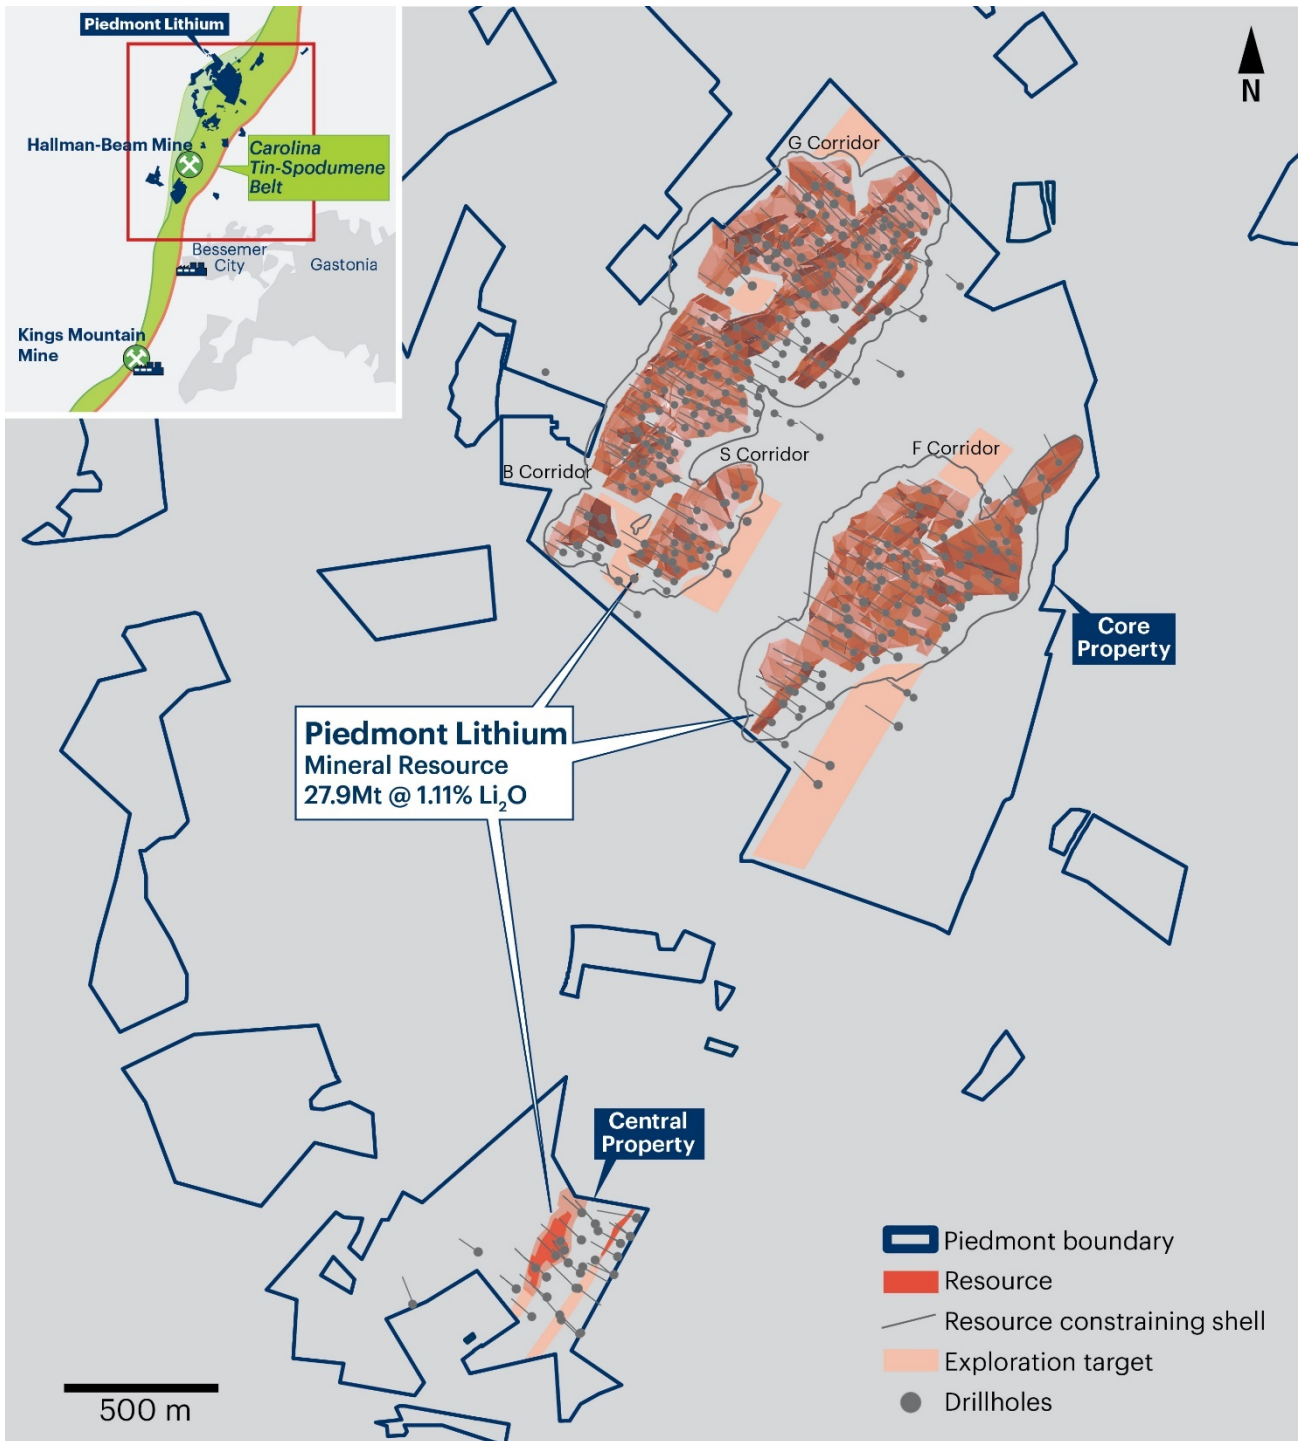 Piedmont Lithium
Hallman-Beam Mine
Carolina
Tin-Spodumene
Belt
Bessemer
City
Gastonia
Kings Mountain
Mine
N
G Corridor
B Corridor
S Corridor
F Corridor
Core
Property
Piedmont Lithium
Mineral Resource
27.9Mt @ 1.11% Li₂O
Central
Property
Piedmont boundary
Resource
Resource constraining shell
Exploration target
Drillholes
500 m